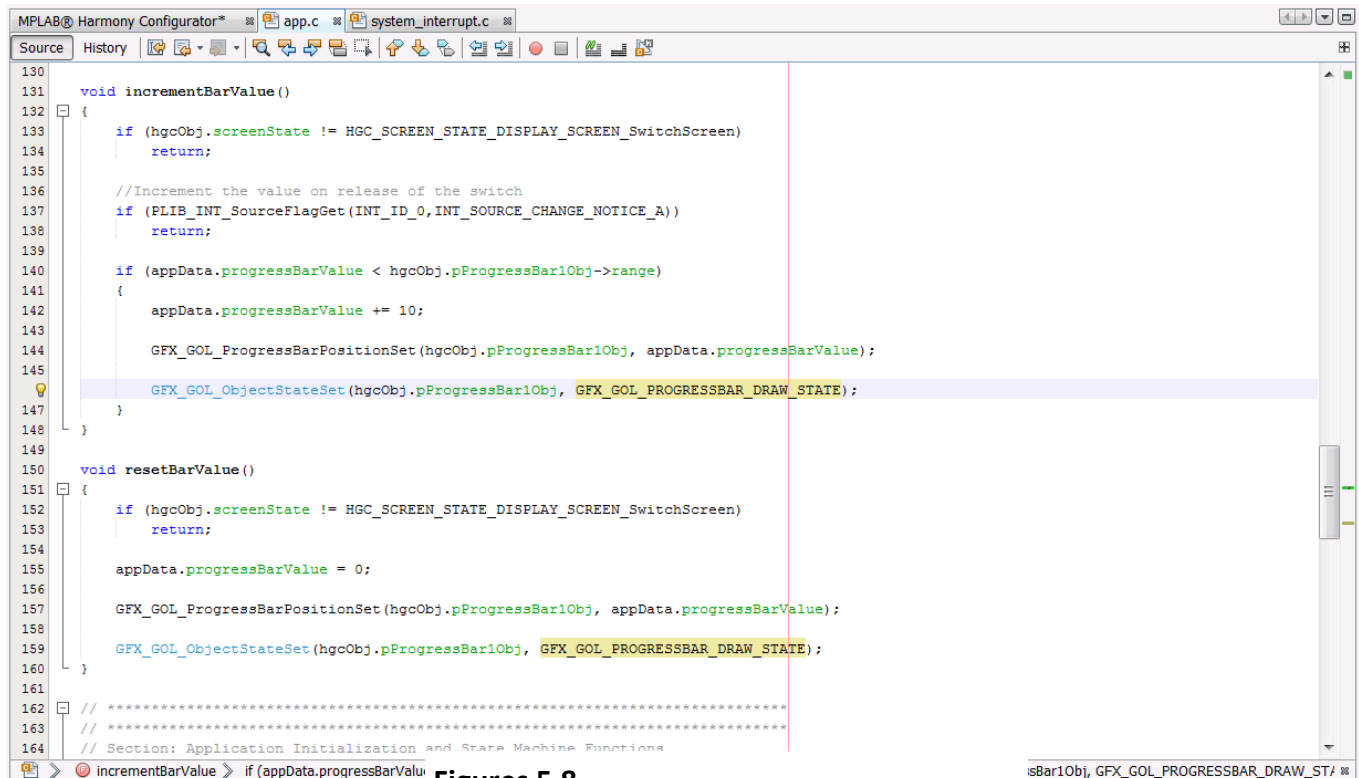 MPLAB® Harmony Configurator* app.c system_interrupt.c
Source History
130
131 void incrementBarValue()
132 {
133 if (hgcObj.screenState != HGC_SCREEN_STATE_DISPLAY_SCREEN_SwitchScreen)
134 return;
135
136 //Increment the value on release of the switch
137 if (PLIB_INT_SourceFlagGet(INT_ID_0,INT_SOURCE_CHANGE_NOTICE_A))
138 return;
139
140 if (appData.progressBarValue < hgcObj.pProgressBar1Obj->range)
141 {
142 appData.progressBarValue += 10;
143
144 GFX_GOL_ProgressBarPositionSet(hgcObj.pProgressBar1Obj, appData.progressBarValue);
145
GFX_GOL_ObjectStateSet(hgcObj.pProgressBar1Obj, GFX_GOL_PROGRESSBAR_DRAW_STATE);
147 }
148 }
149
150 void resetBarValue()
151 {
152 if (hgcObj.screenState != HGC_SCREEN_STATE_DISPLAY_SCREEN_SwitchScreen)
153 return;
154
155 appData.progressBarValue = 0;
156
157 GFX_GOL_ProgressBarPositionSet(hgcObj.pProgressBar1Obj, appData.progressBarValue);
158
159 GFX_GOL_ObjectStateSet(hgcObj.pProgressBar1Obj, GFX_GOL_PROGRESSBAR_DRAW_STATE);
160 }
161
162 // *****************************************************************************
163 // *****************************************************************************
164 // Section: Application Initialization and State Machine Functions
incrementBarValue if (appData.progressBarValu Figures 5-8 sBar1Obj, GFX_GOL_PROGRESSBAR_DRAW_ST